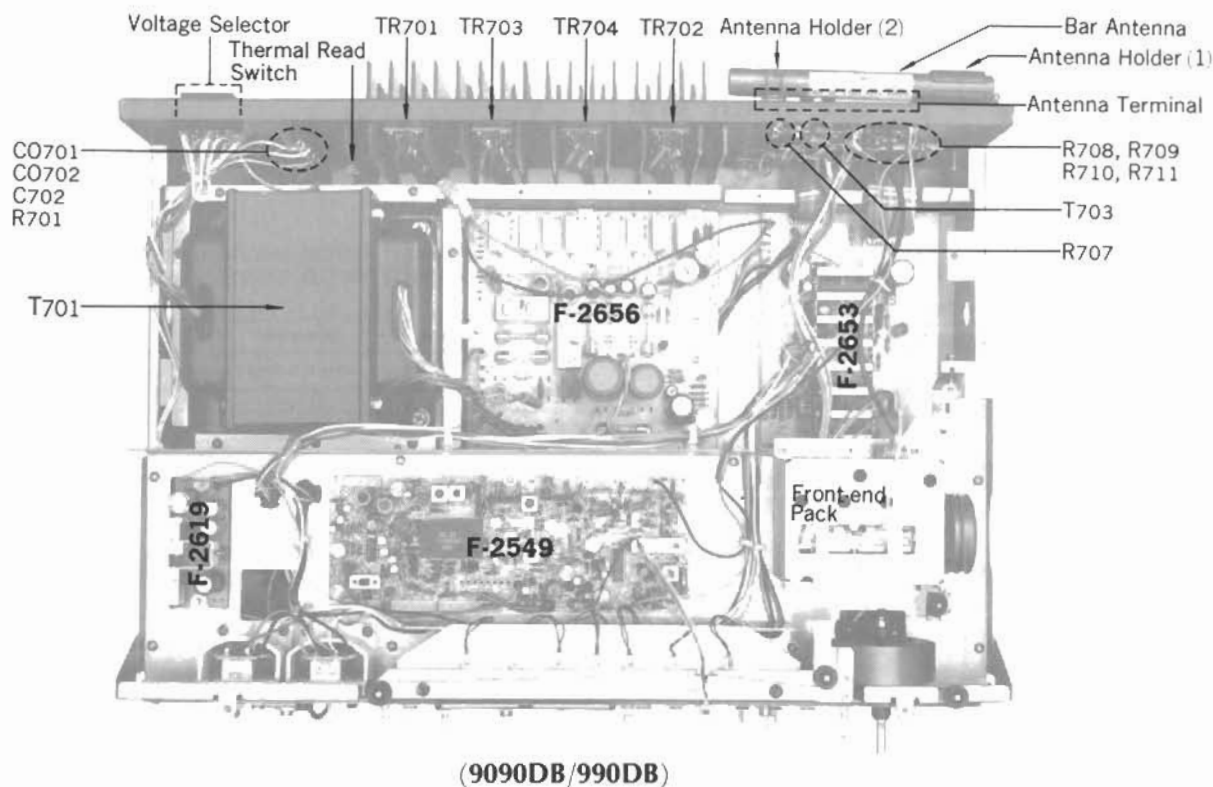 Voltage Selector
Thermal Read
Switch
TR701
TR703
TR704
TR702
Antenna Holder (2)
Bar Antenna
Antenna Holder (1)
Antenna Terminal
CO701
CO702
C702
R701
R708, R709
R710, R711
T703
R707
T701
F-2656
F-2653
F-2619
F-2549
Front-end
Pack
(9090DB/990DB)